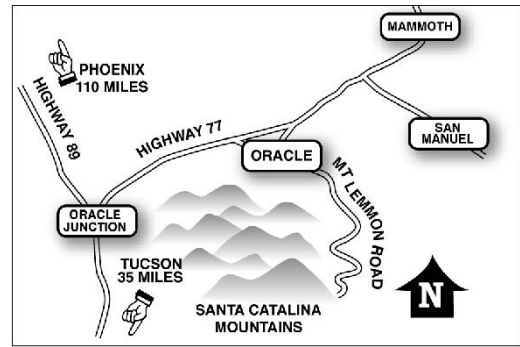 MAMMOTH
PHOENIX
110 MILES
HIGHWAY 89
HIGHWAY 77
SAN
MANUEL
ORACLE
MT LEMMON ROAD
ORACLE
JUNCTION
TUCSON
35 MILES
SANTA CATALINA
MOUNTAINS
N